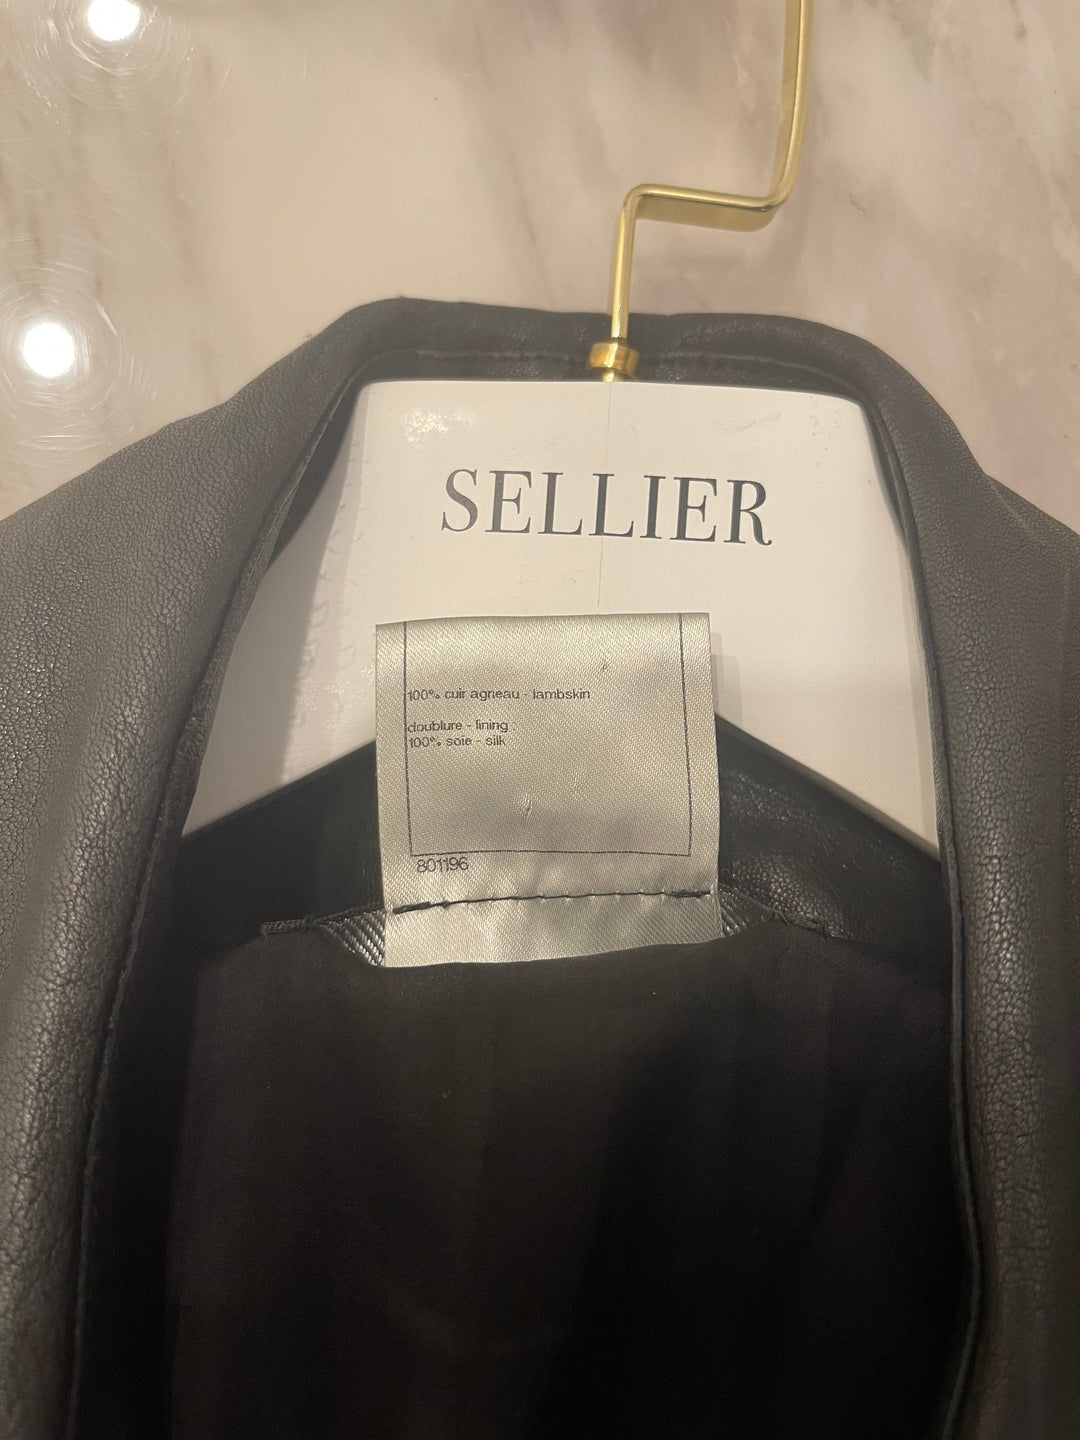 SELLIER
100% cuir agneau - lambskin
doublure - lining
100% soie - silk
801196